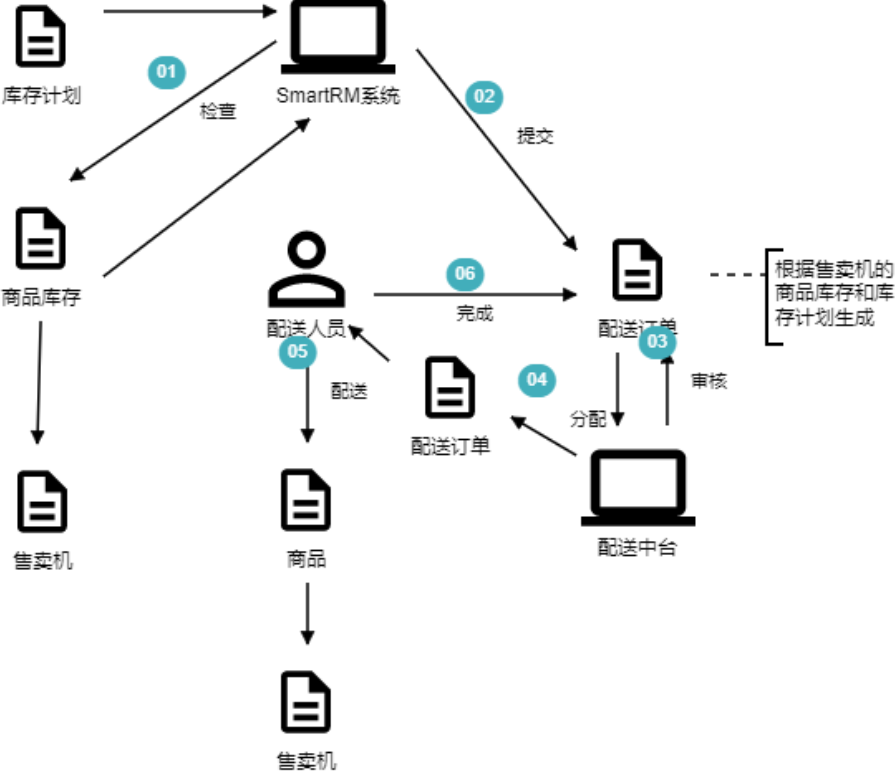 库存计划
01
检查
SmartRM系统
02
提交
商品库存
配送人员
06
完成
配送订单
根据售卖机的
商品库存和库
存计划生成
03
审核
05
配送
04
分配
配送订单
配送中台
售卖机
商品
售卖机